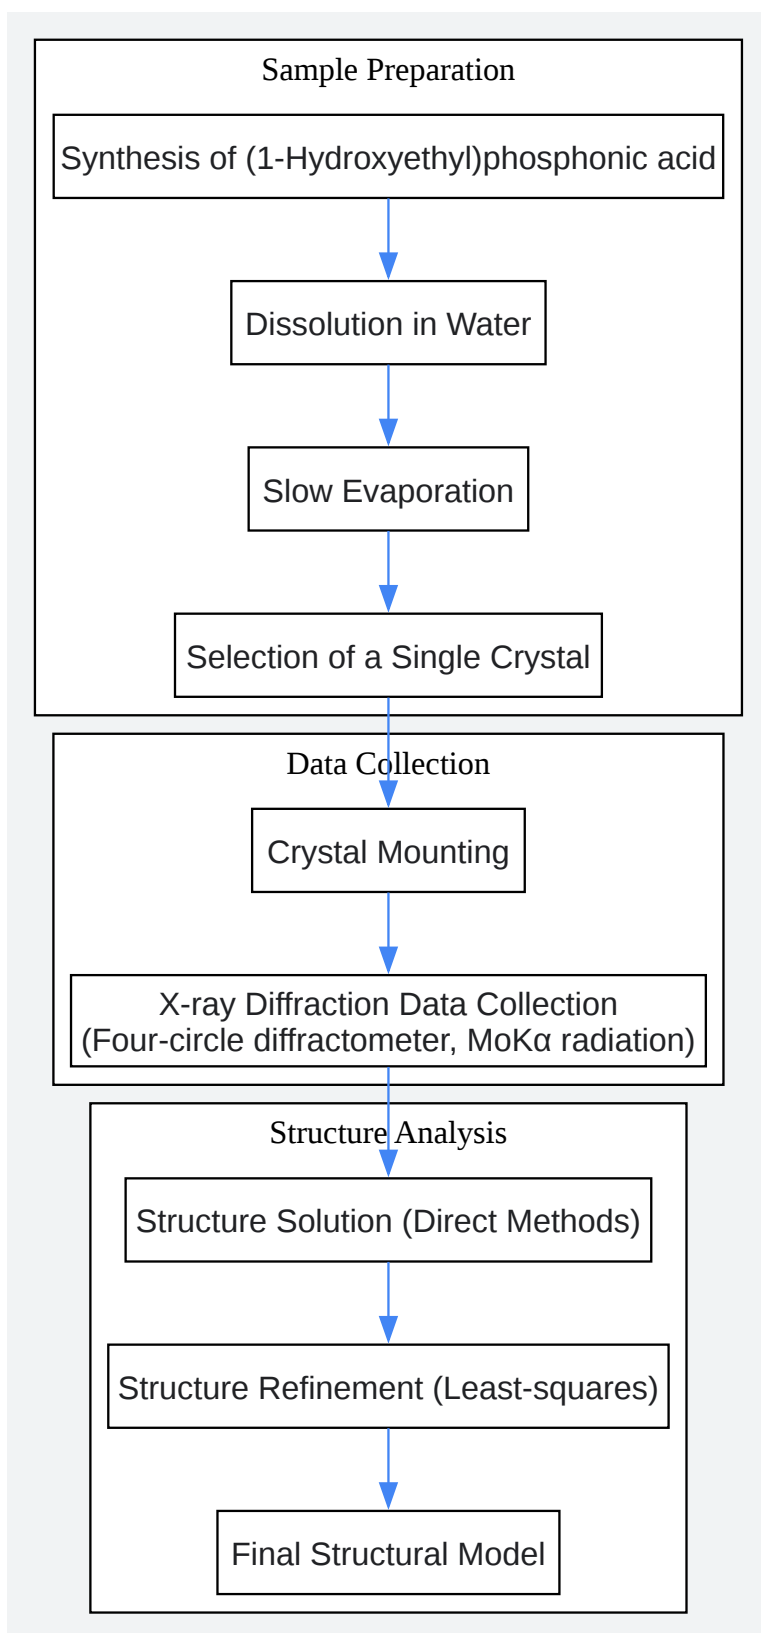 Sample Preparation
Synthesis of (1-Hydroxyethyl)phosphonic acid
Dissolution in Water
Slow Evaporation
Selection of a Single Crystal
Data Collection
Crystal Mounting
X-ray Diffraction Data Collection
(Four-circle diffractometer, MoKα radiation)
Structure Analysis
Structure Solution (Direct Methods)
Structure Refinement (Least-squares)
Final Structural Model